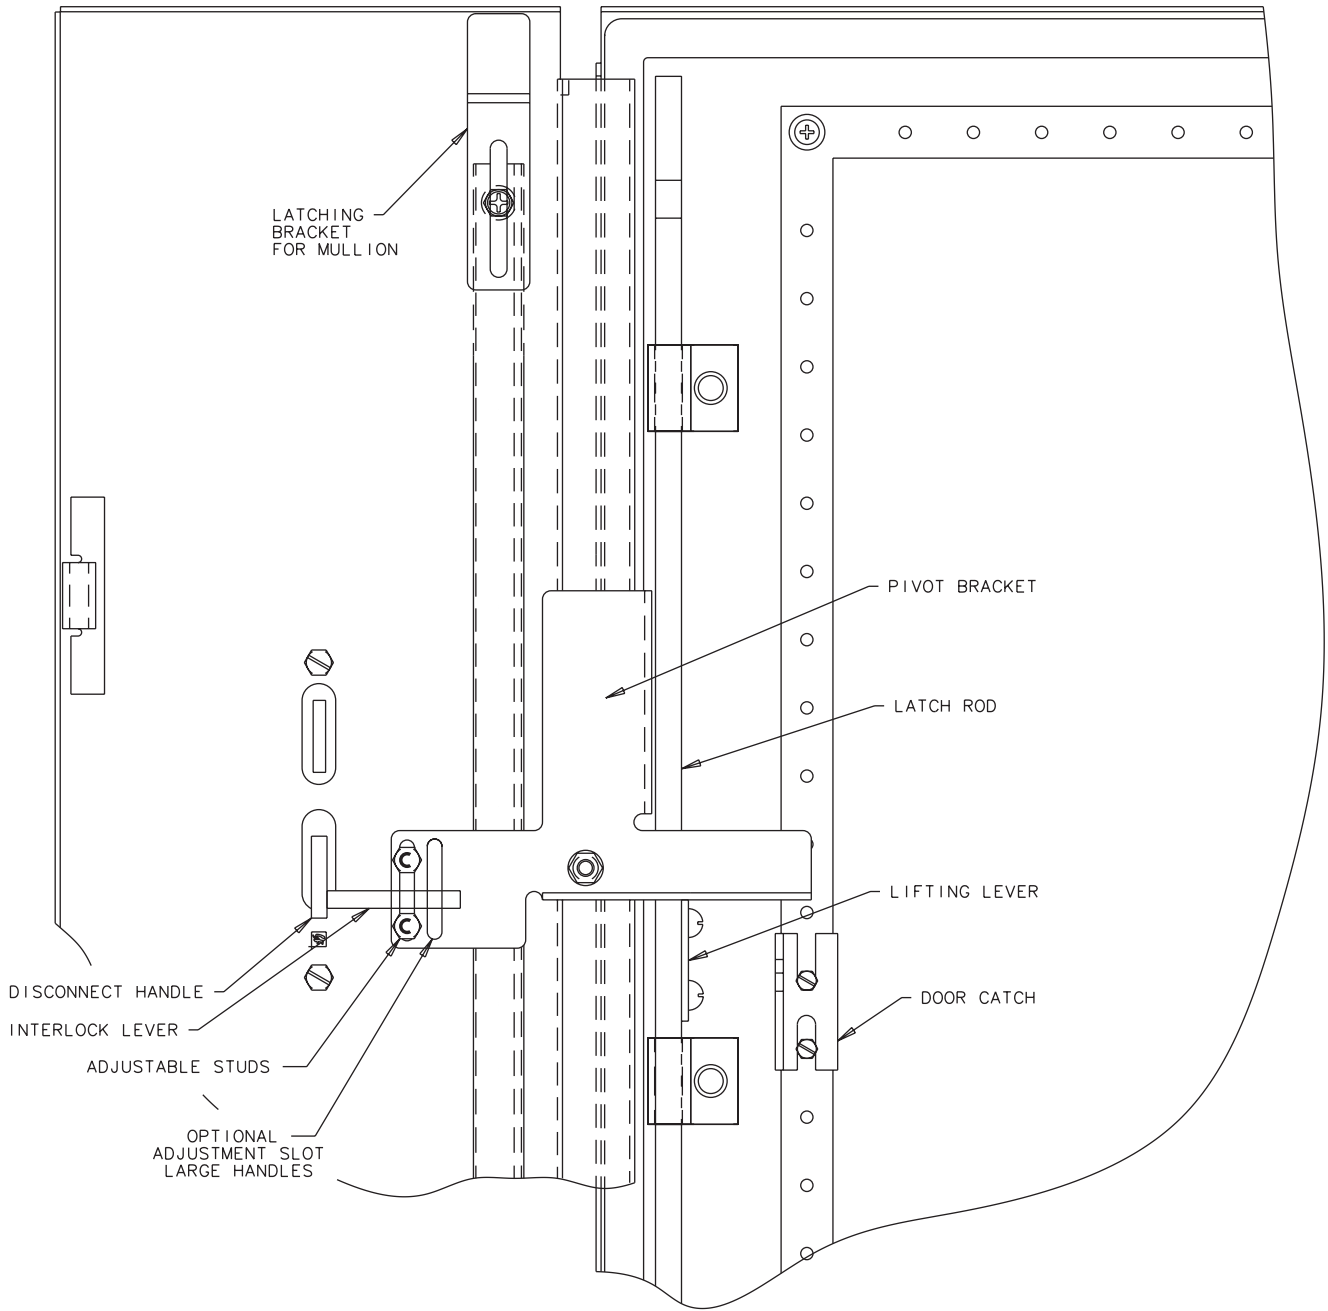 LATCHING
BRACKET
FOR MULLION
PIVOT BRACKET
LATCH ROD
LIFTING LEVER
DISCONNECT HANDLE
DOOR CATCH
INTERLOCK LEVER
ADJUSTABLE STUDS
OPTIONAL
ADJUSTMENT SLOT
LARGE HANDLES